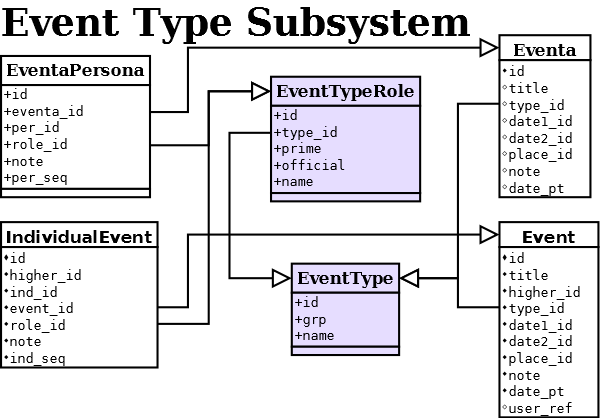 Event Type Subsystem
EventaPersona
+id
+eventa_id
+per_id
+role_id
+note
+per_seq
EventTypeRole
+id
+type_id
+prime
+official
+name
Eventa
id
title
type_id
date1_id
date2_id
place_id
note
date_pt
IndividualEvent
id
higher_id
ind_id
event_id
role_id
note
ind_seq
EventType
+id
+grp
+name
Event
id
title
higher_id
type_id
date1_id
date2_id
place_id
note
date_pt
user_ref